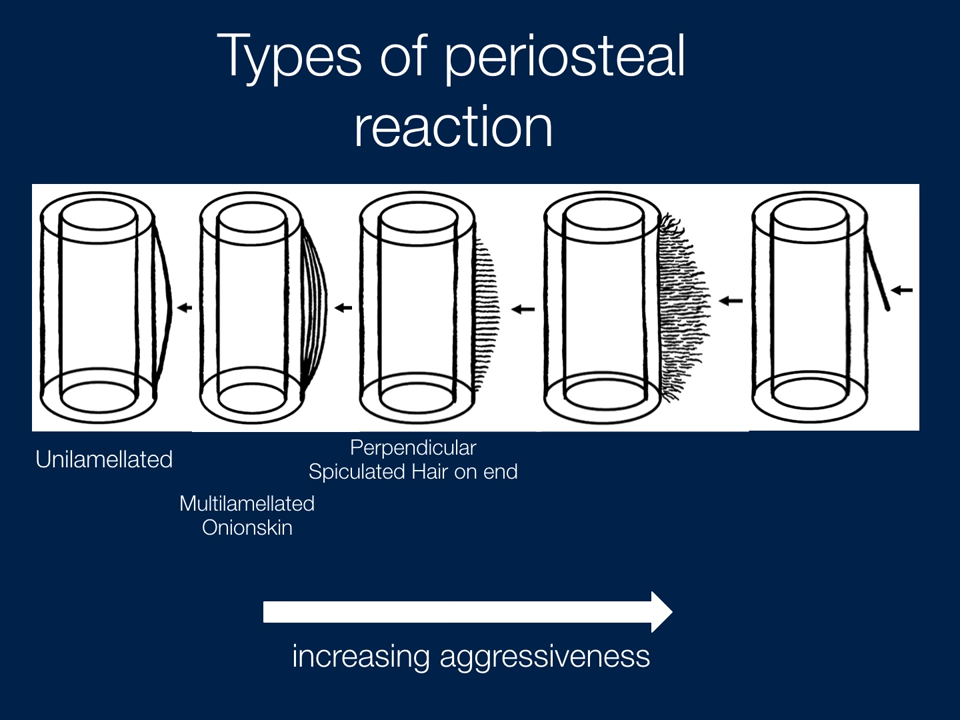 Types of periosteal
reaction
Unilamellated
Multilamellated
Onionskin
Perpendicular
Spiculated Hair on end
increasing aggressiveness